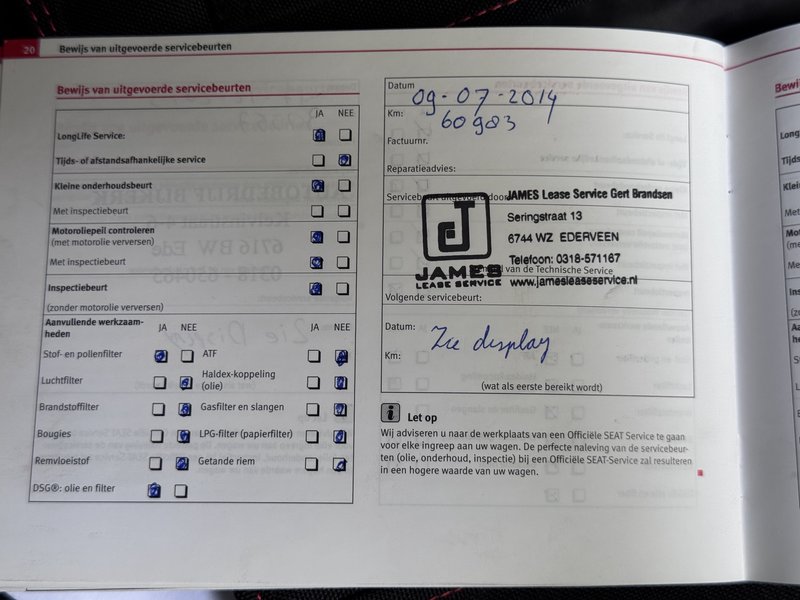 20 Bewijs van uitgevoerde servicebeurten
Bewijs van uitgevoerde servicebeurten
JA NEE
LongLife Service:
Tijds- of afstandsafhankelijke service
Kleine onderhoudsbeurt
Met inspectiebeurt
Motoroliepeil controleren
(met motorolie verversen)
Met inspectiebeurt
Inspectiebeurt
(zonder motorolie verversen)
Aanvullende werkzaam-
heden
JA NEE JA NEE
Stof- en pollenfilter ATF
Luchtfilter Haldex-koppeling
(olie)
Brandstoffilter Gasfilter en slangen
Bougies LPG-filter (papierfilter)
Remvloeistof Getande riem
DSG®: olie en filter
Datum
09-07-2014
Km:
60983
Factuurnr.
Reparatieadvies:
Servicebeurt uitgevoerd door
JAMES Lease Service Gert Brandsen
Seringstraat 13
6744 WZ EDERVEEN
Telefoon: 0318-571167
van de Technische Service
www.jamesleaseservice.nl
J
JAMES
LEASE SERVICE
Volgende servicebeurt:
Datum:
Zie display
Km:
(wat als eerste bereikt wordt)
i Let op
Wij adviseren u naar de werkplaats van een Officiële SEAT Service te gaan
voor elke ingreep aan uw wagen. De perfecte naleving van de servicebeur-
ten (olie, onderhoud, inspectie) bij een Officiële SEAT-Service zal resulteren
in een hogere waarde van uw wagen.